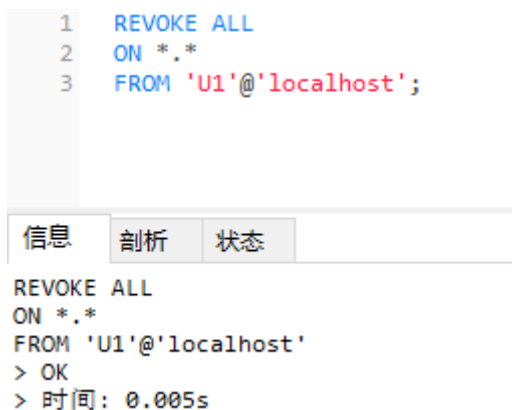 1 REVOKE ALL
2 ON *.*
3 FROM 'U1'@'localhost';
信息 剖析 状态
REVOKE ALL
ON *.*
FROM 'U1'@'localhost'
> OK
> 时间: 0.005s